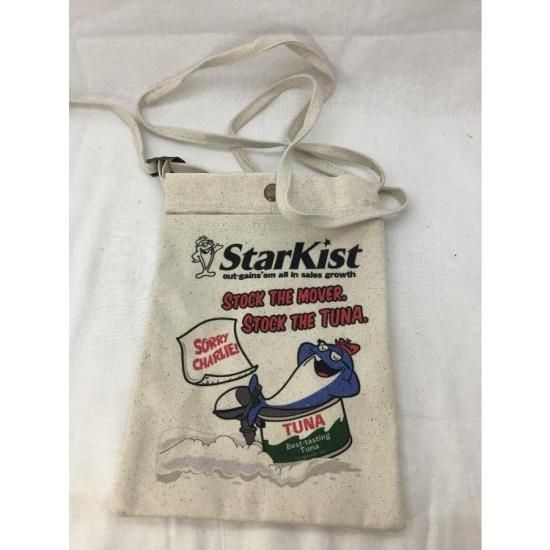 StarKist
out-gains'em all in sales growth
STOCK THE MOVER.
STOCK THE TUNA.
SORRY
CHARLIE!
TUNA
Best-tasting
Tuna